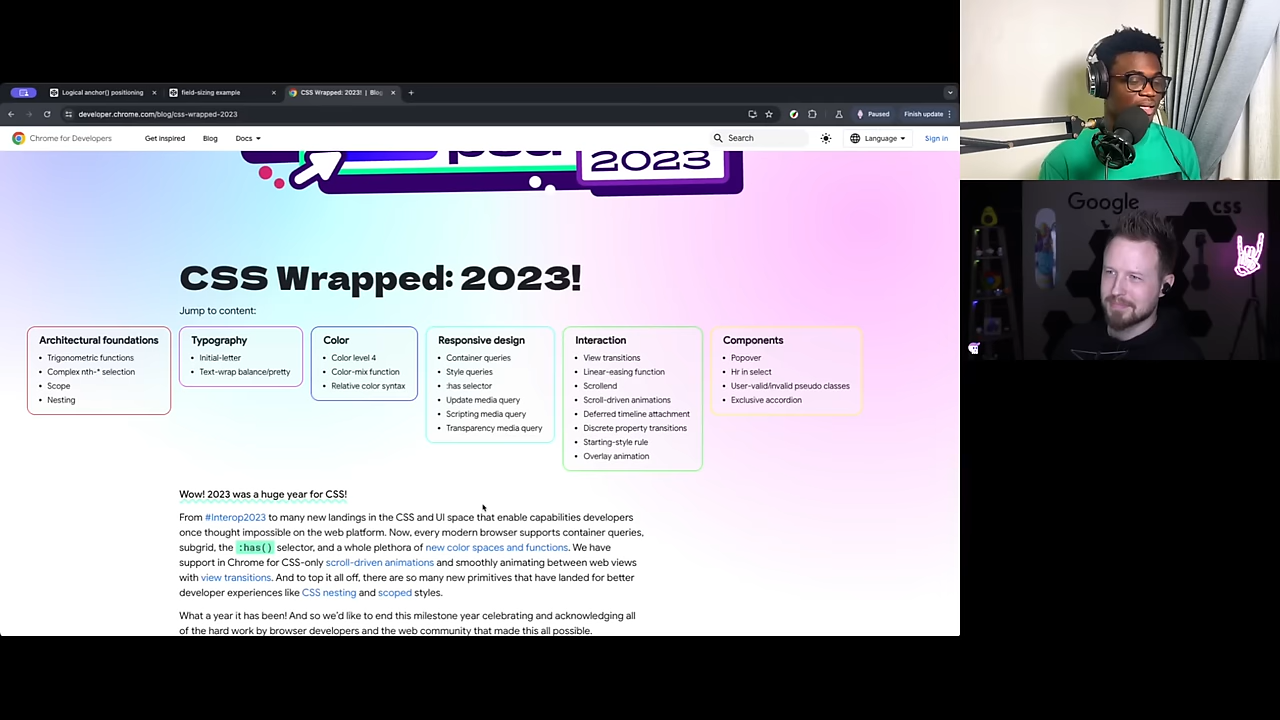 Logical anchor() positioning
field-sizing example
CSS Wrapped: 2023! | Blog
developer.chrome.com/blog/css-wrapped-2023
Paused
Finish update
Chrome for Developers
Get inspired
Blog
Docs
Search
Language
Sign in
2023
CSS Wrapped: 2023!
Jump to content:
Architectural foundations
Trigonometric functions
Complex nth-* selection
Scope
Nesting
Typography
Initial-letter
Text-wrap balance/pretty
Color
Color level 4
Color-mix function
Relative color syntax
Responsive design
Container queries
Style queries
:has selector
Update media query
Scripting media query
Transparency media query
Interaction
View transitions
Linear-easing function
Scrollend
Scroll-driven animations
Deferred timeline attachment
Discrete property transitions
Starting-style rule
Overlay animation
Components
Popover
Hr in select
User-valid/invalid pseudo classes
Exclusive accordion
Wow! 2023 was a huge year for CSS!
From #Interop2023 to many new landings in the CSS and UI space that enable capabilities developers
once thought impossible on the web platform. Now, every modern browser supports container queries,
subgrid, the :has() selector, and a whole plethora of new color spaces and functions. We have
support in Chrome for CSS-only scroll-driven animations and smoothly animating between web views
with view transitions. And to top it all off, there are so many new primitives that have landed for better
developer experiences like CSS nesting and scoped styles.
What a year it has been! And so we'd like to end this milestone year celebrating and acknowledging all
of the hard work by browser developers and the web community that made this all possible.
Google
CSS